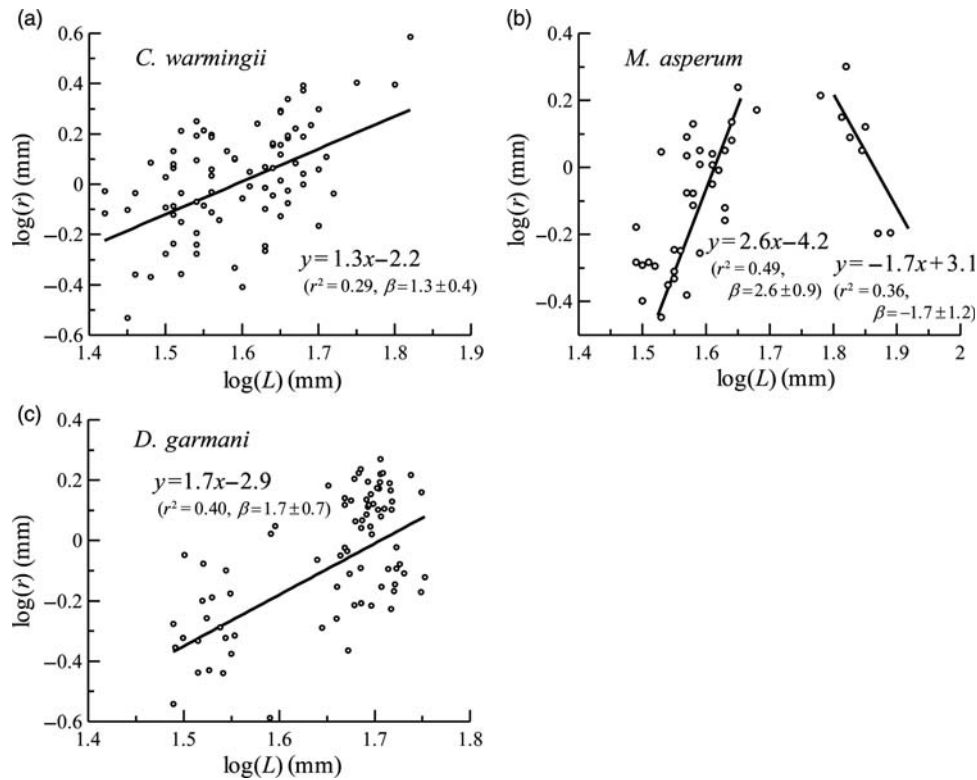 (a)
0.6
0.4
0.2
0
−0.2
−0.4
−0.6
log(r) (mm)
C. warmingii
y=1.3x−2.2
(r² = 0.29, β=1.3 ± 0.4)
1.4 1.5 1.6 1.7 1.8 1.9
log(L) (mm)
(b)
0.4
0.2
0
−0.2
−0.4
log(r) (mm)
M. asperum
y=2.6x−4.2
(r² = 0.49,
β=2.6 ± 0.9)
y=−1.7x+3.1
(r² = 0.36,
β=−1.7 ± 1.2)
1.4 1.5 1.6 1.7 1.8 1.9 2
log(L) (mm)
(c)
0.4
0.2
0
−0.2
−0.4
−0.6
log(r) (mm)
D. garmani
y=1.7x−2.9
(r² = 0.40, β=1.7 ± 0.7)
1.4 1.5 1.6 1.7 1.8
log(L) (mm)